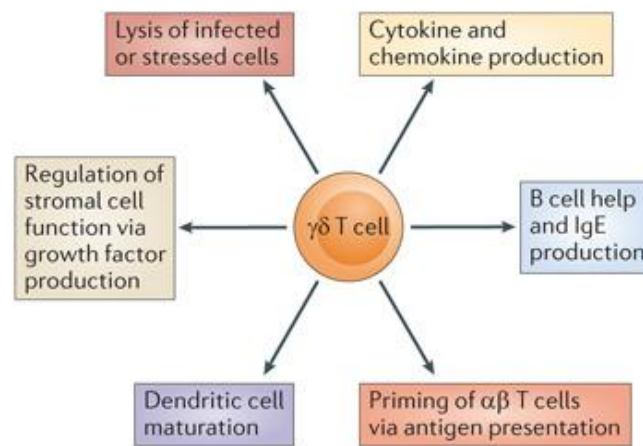 Lysis of infected
or stressed cells
Cytokine and
chemokine production
Regulation of
stromal cell
function via
growth factor
production
γδ T cell
B cell help
and IgE
production
Dendritic cell
maturation
Priming of αβ T cells
via antigen presentation